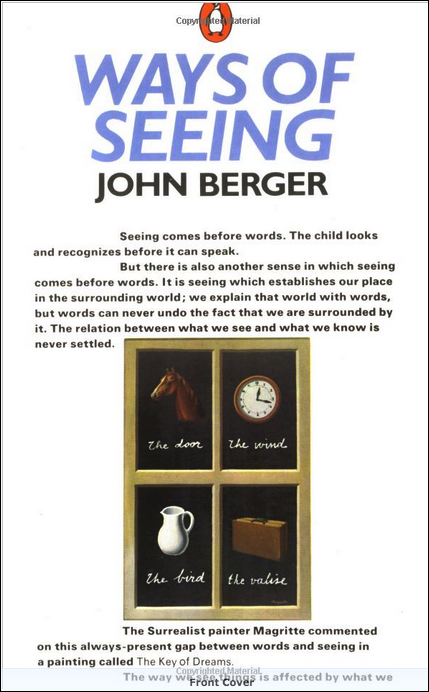 Copyrighted Material
WAYS OF
SEEING
JOHN BERGER
Seeing comes before words. The child looks
and recognizes before it can speak.
But there is also another sense in which seeing
comes before words. It is seeing which establishes our place
in the surrounding world; we explain that world with words,
but words can never undo the fact that we are surrounded by
it. The relation between what we see and what we know is
never settled.
the door
the wind
the bird
the valise
The Surrealist painter Magritte commented
on this always-present gap between words and seeing in
a painting called The Key of Dreams.
Copyrighted Material
The way we see things is affected by what we
Front Cover